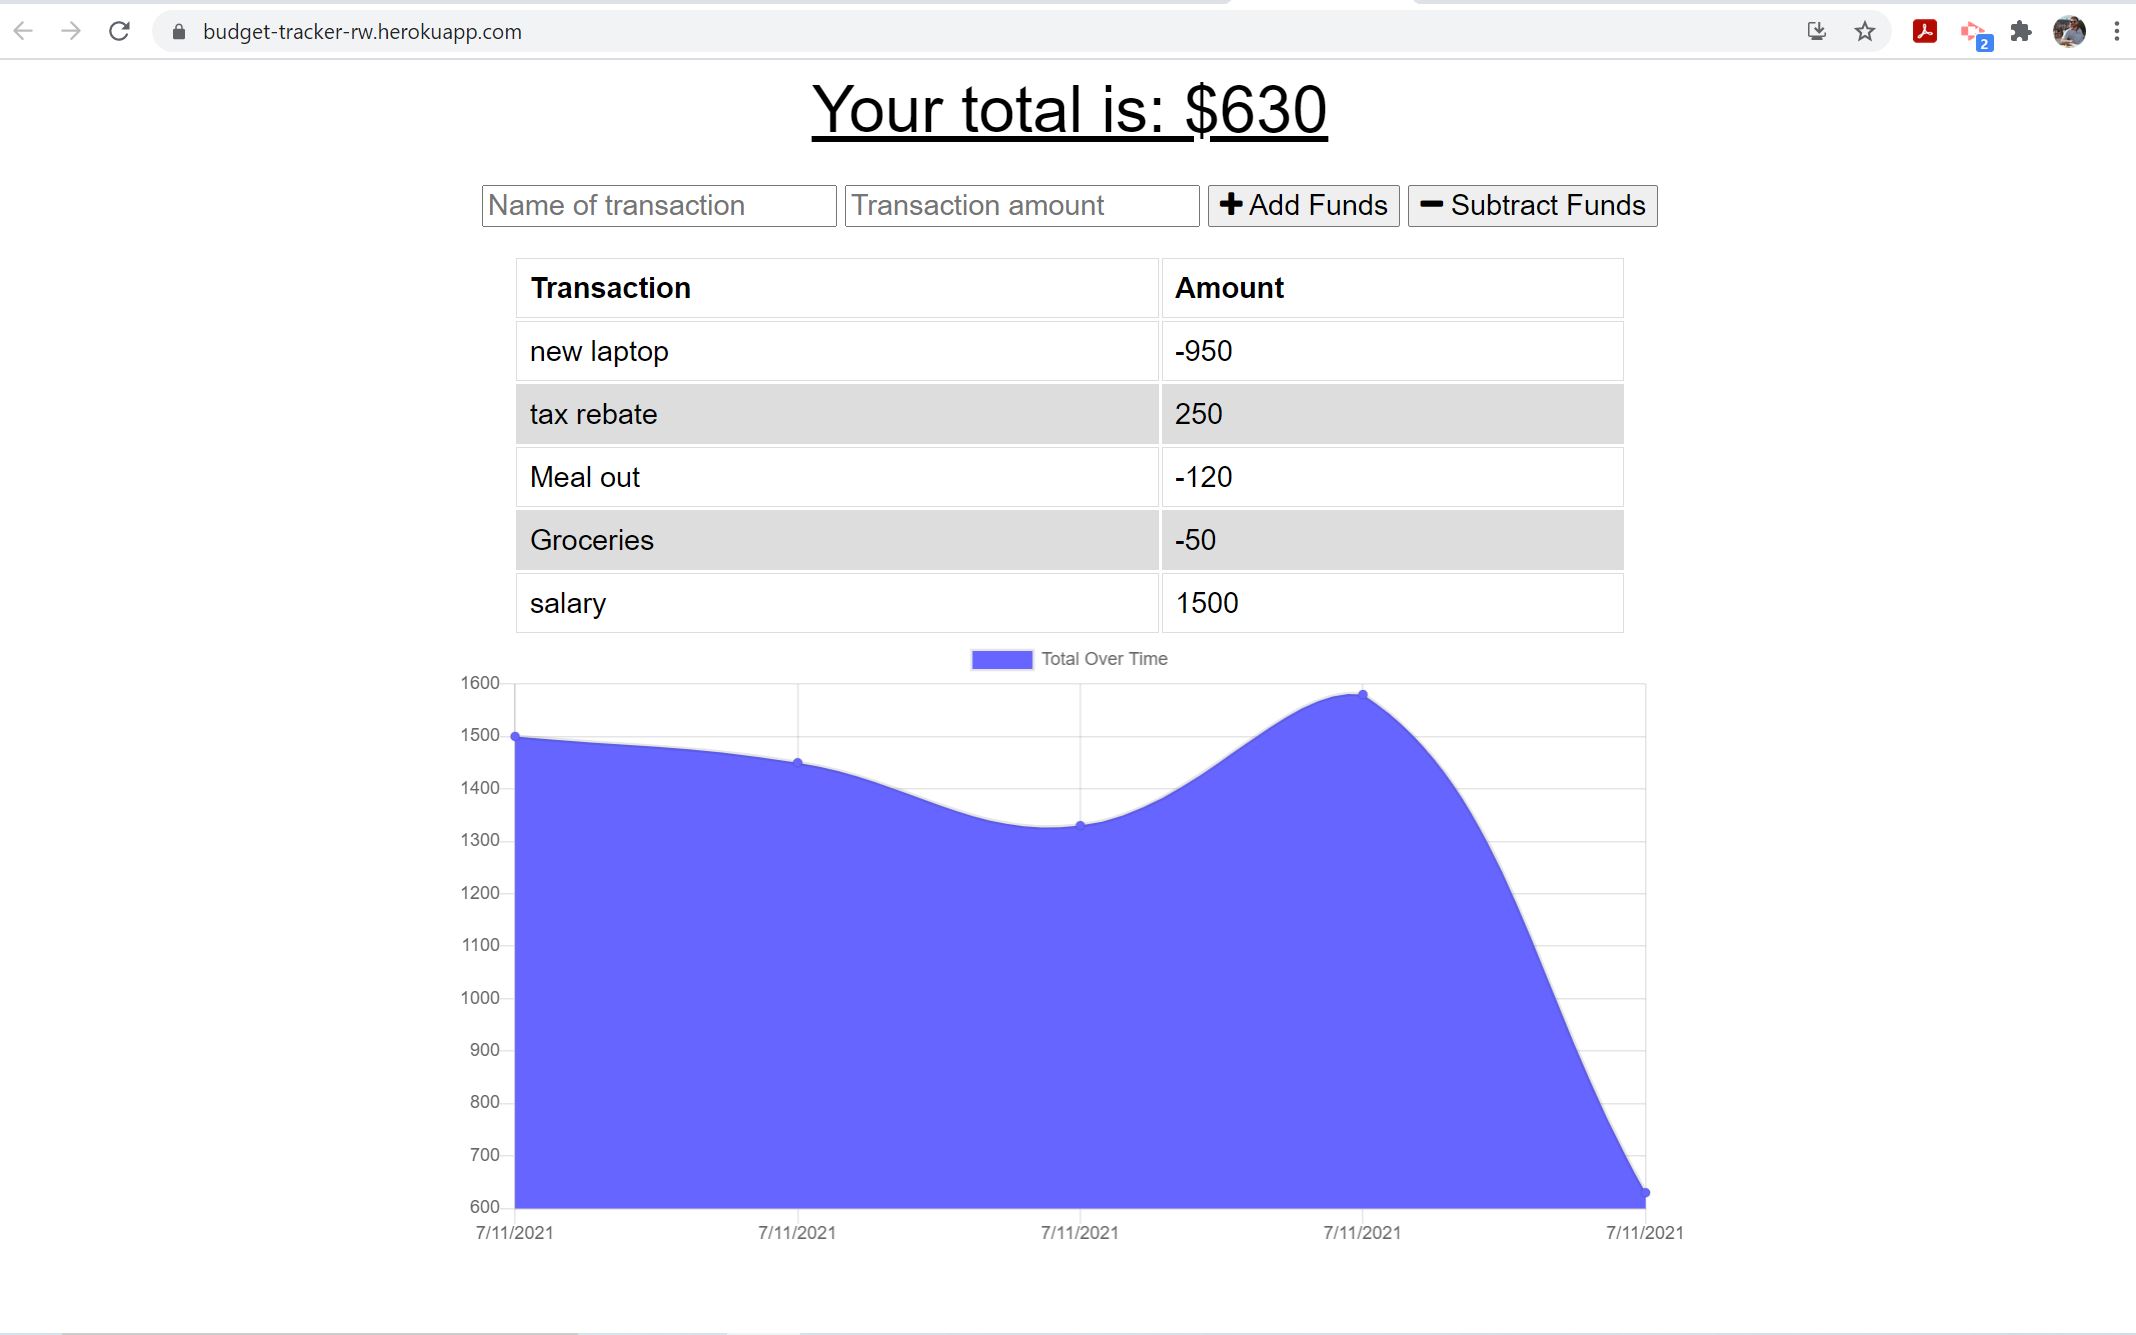 budget-tracker-rw.herokuapp.com
2
Your total is: $630
Name of transaction Transaction amount Add Funds Subtract Funds
Transaction Amount
new laptop -950
tax rebate 250
Meal out -120
Groceries -50
salary 1500
Total Over Time
1600
1500
1400
1300
1200
1100
1000
900
800
700
600
7/11/2021 7/11/2021 7/11/2021 7/11/2021 7/11/2021